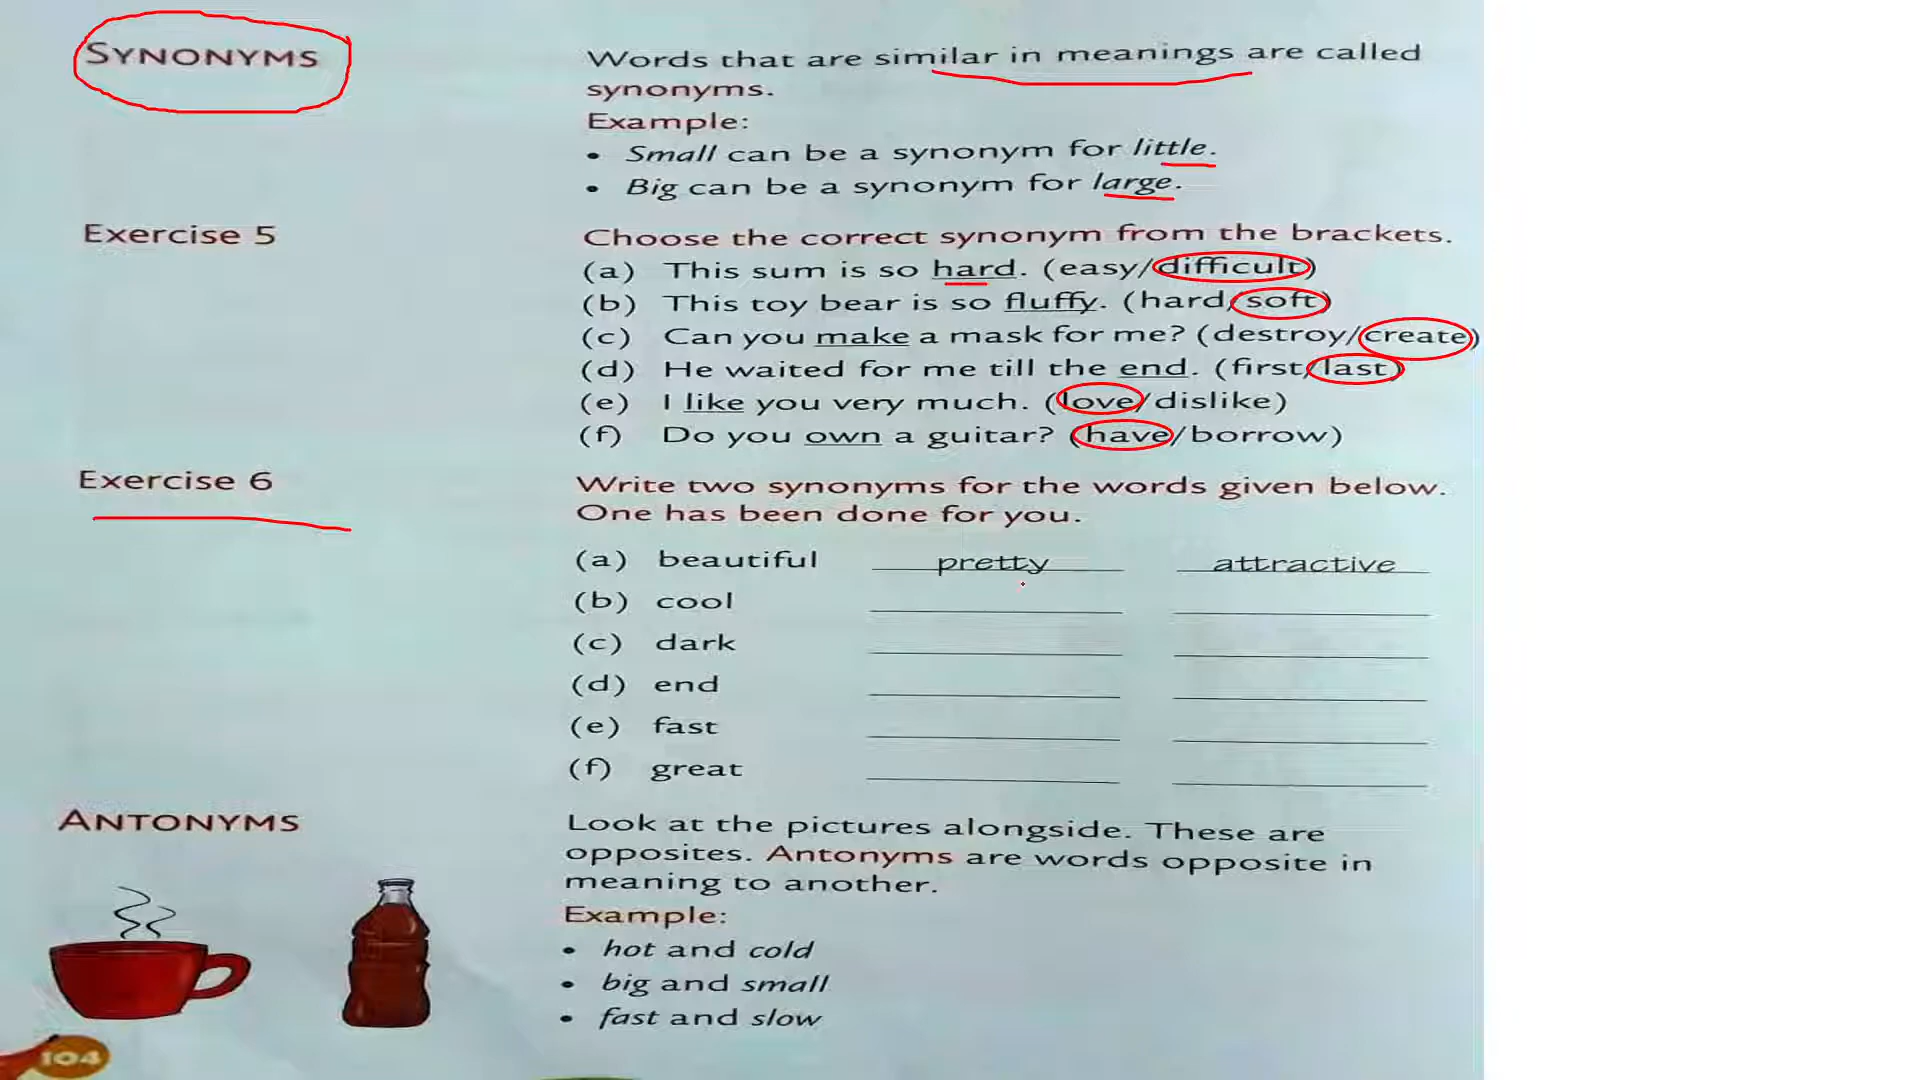 SYNONYMS
Words that are similar in meanings are called
synonyms.
Example:
• Small can be a synonym for little.
• Big can be a synonym for large.
Exercise 5
Choose the correct synonym from the brackets.
(a) This sum is so hard. (easy/difficult)
(b) This toy bear is so fluffy. (hard/soft)
(c) Can you make a mask for me? (destroy/create)
(d) He waited for me till the end. (first/last)
(e) I like you very much. (love/dislike)
(f) Do you own a guitar? (have/borrow)
Exercise 6
Write two synonyms for the words given below.
One has been done for you.
(a) beautiful pretty attractive
(b) cool
(c) dark
(d) end
(e) fast
(f) great
ANTONYMS
Look at the pictures alongside. These are
opposites. Antonyms are words opposite in
meaning to another.
Example:
• hot and cold
• big and small
• fast and slow
104